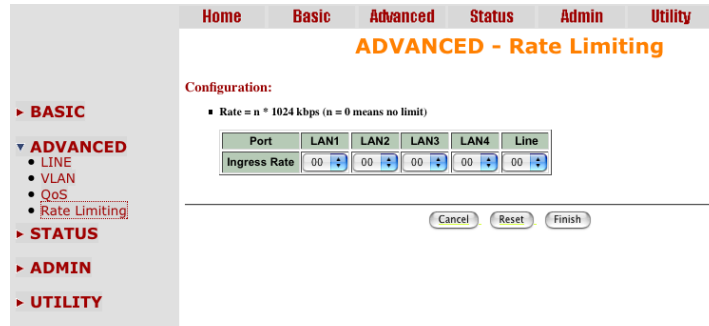 Home Basic Advanced Status Admin Utility
ADVANCED - Rate Limiting
BASIC
ADVANCED
LINE
VLAN
QoS
Rate Limiting
STATUS
ADMIN
UTILITY
Configuration:
Rate = n * 1024 kbps (n = 0 means no limit)
Port LAN1 LAN2 LAN3 LAN4 Line
Ingress Rate 00 00 00 00 00
Cancel Reset Finish